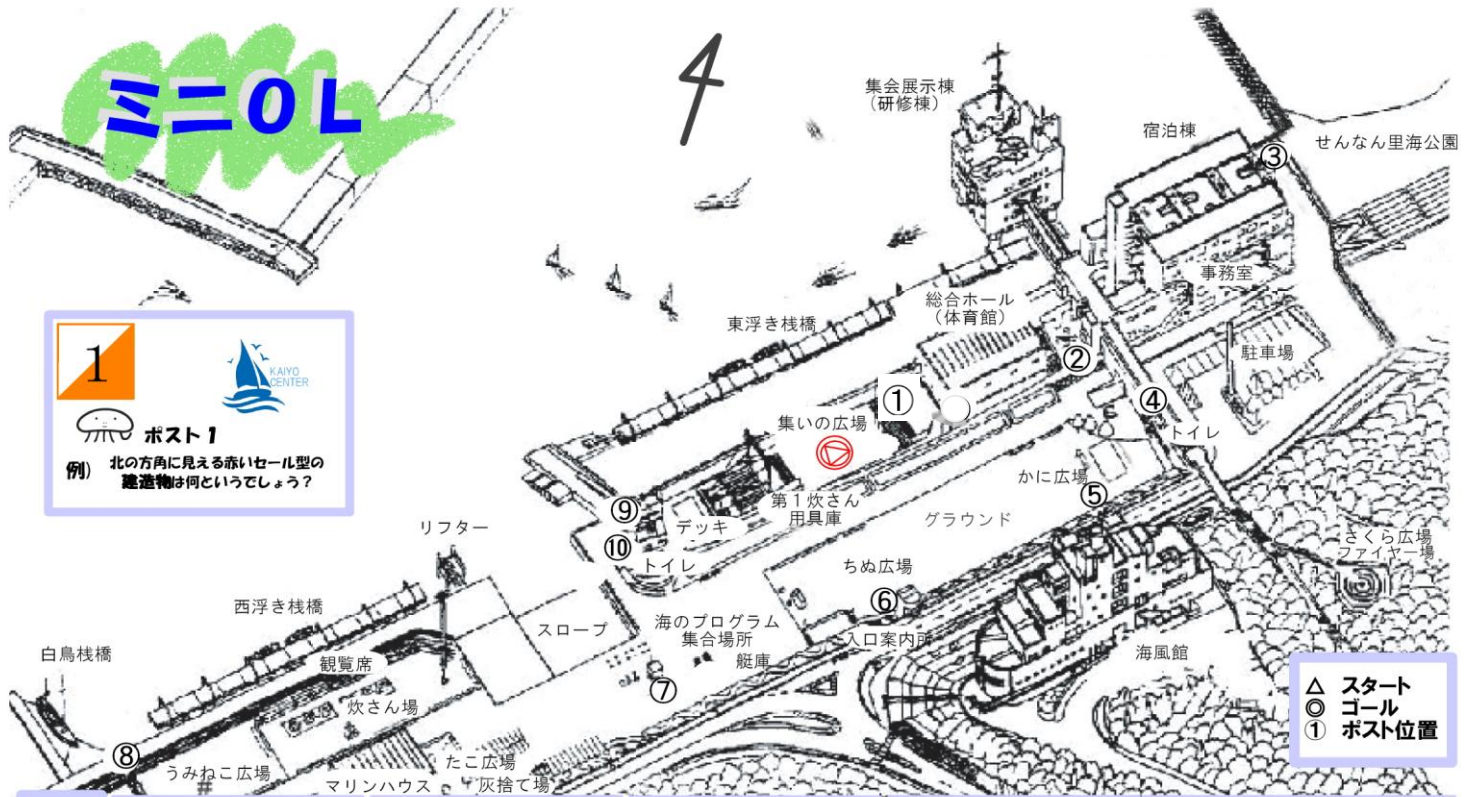 ミニOL
4
集会展示棟
(研修棟)
宿泊棟
③
せんなん里海公園
事務室
総合ホール
(体育館)
東浮き桟橋
②
駐車場
①
④
集いの広場
トイレ
1
KAIYO
CENTER
ポスト1
例) 北の方角に見える赤いセール型の
建造物は何というでしょう?
かに広場
⑤
第1炊さん
用具庫
⑨
デッキ
グラウンド
リフター
⑩
トイレ
さくら広場
ファイヤー場
ちぬ広場
⑥
西浮き桟橋
スロープ
海のプログラム
集合場所
入口案内所
艇庫
海風館
白鳥桟橋
観覧席
⑦
炊さん場
⑧
うみねこ広場
たこ広場
マリンハウス
灰捨て場
△ スタート
◎ ゴール
① ポスト位置